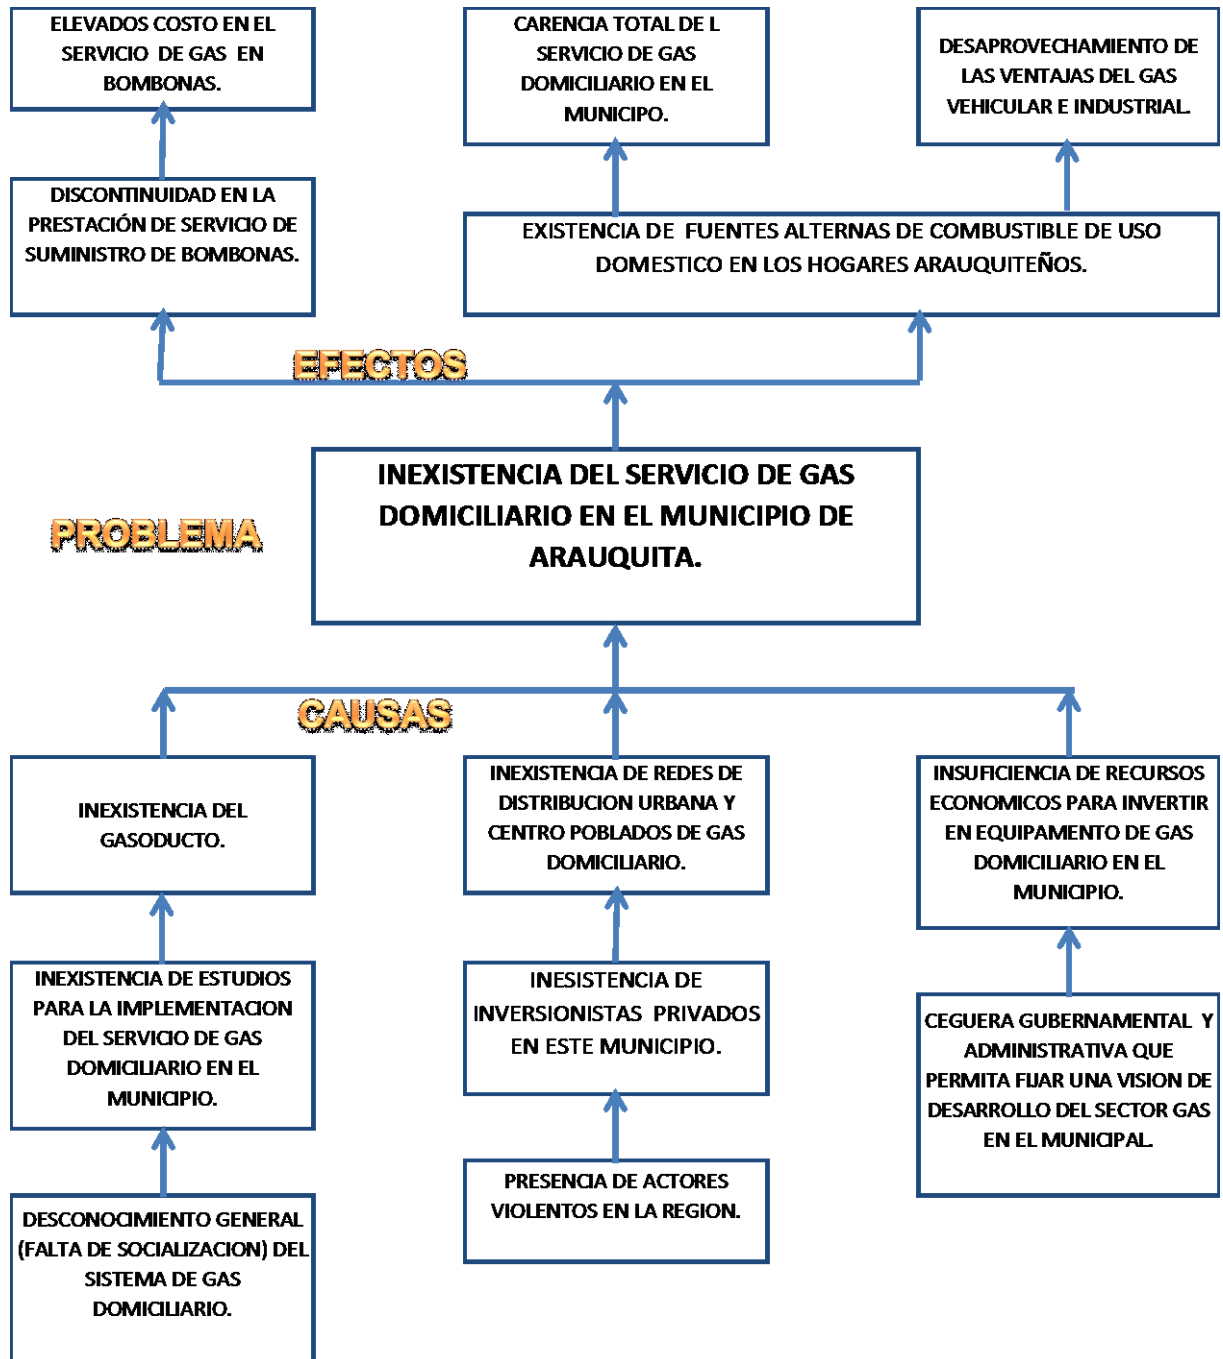 ELEVADOS COSTO EN EL
SERVICIO DE GAS EN
BOMBONAS.
CARENCIA TOTAL DE L
SERVICIO DE GAS
DOMICILIARIO EN EL
MUNICIPO.
DESAPROVECHAMIENTO DE
LAS VENTAJAS DEL GAS
VEHICULAR E INDUSTRIAL.
DISCONTINUIDAD EN LA
PRESTACIÓN DE SERVICIO DE
SUMINISTRO DE BOMBONAS.
EXISTENCIA DE FUENTES ALTERNAS DE COMBUSTIBLE DE USO
DOMESTICO EN LOS HOGARES ARAUQUITEÑOS.
EFECTOS
INEXISTENCIA DEL SERVICIO DE GAS
DOMICILIARIO EN EL MUNICIPIO DE
ARAUQUITA.
PROBLEMA
CAUSAS
INEXISTENCIA DEL
GASODUCTO.
INEXISTENCIA DE REDES DE
DISTRIBUCION URBANA Y
CENTRO POBLADOS DE GAS
DOMICILIARIO.
INSUFICIENCIA DE RECURSOS
ECONOMICOS PARA INVERTIR
EN EQUIPAMENTO DE GAS
DOMICILIARIO EN EL
MUNICIPIO.
INEXISTENCIA DE ESTUDIOS
PARA LA IMPLEMENTACION
DEL SERVICIO DE GAS
DOMICILIARIO EN EL
MUNICIPIO.
INESISTENCIA DE
INVERSIONISTAS PRIVADOS
EN ESTE MUNICIPIO.
CEGUERA GUBERNAMENTAL Y
ADMINISTRATIVA QUE
PERMITA FIJAR UNA VISION DE
DESARROLLO DEL SECTOR GAS
EN EL MUNICIPAL.
DESCONOCIMIENTO GENERAL
(FALTA DE SOCIALIZACION) DEL
SISTEMA DE GAS
DOMICILIARIO.
PRESENCIA DE ACTORES
VIOLENTOS EN LA REGION.